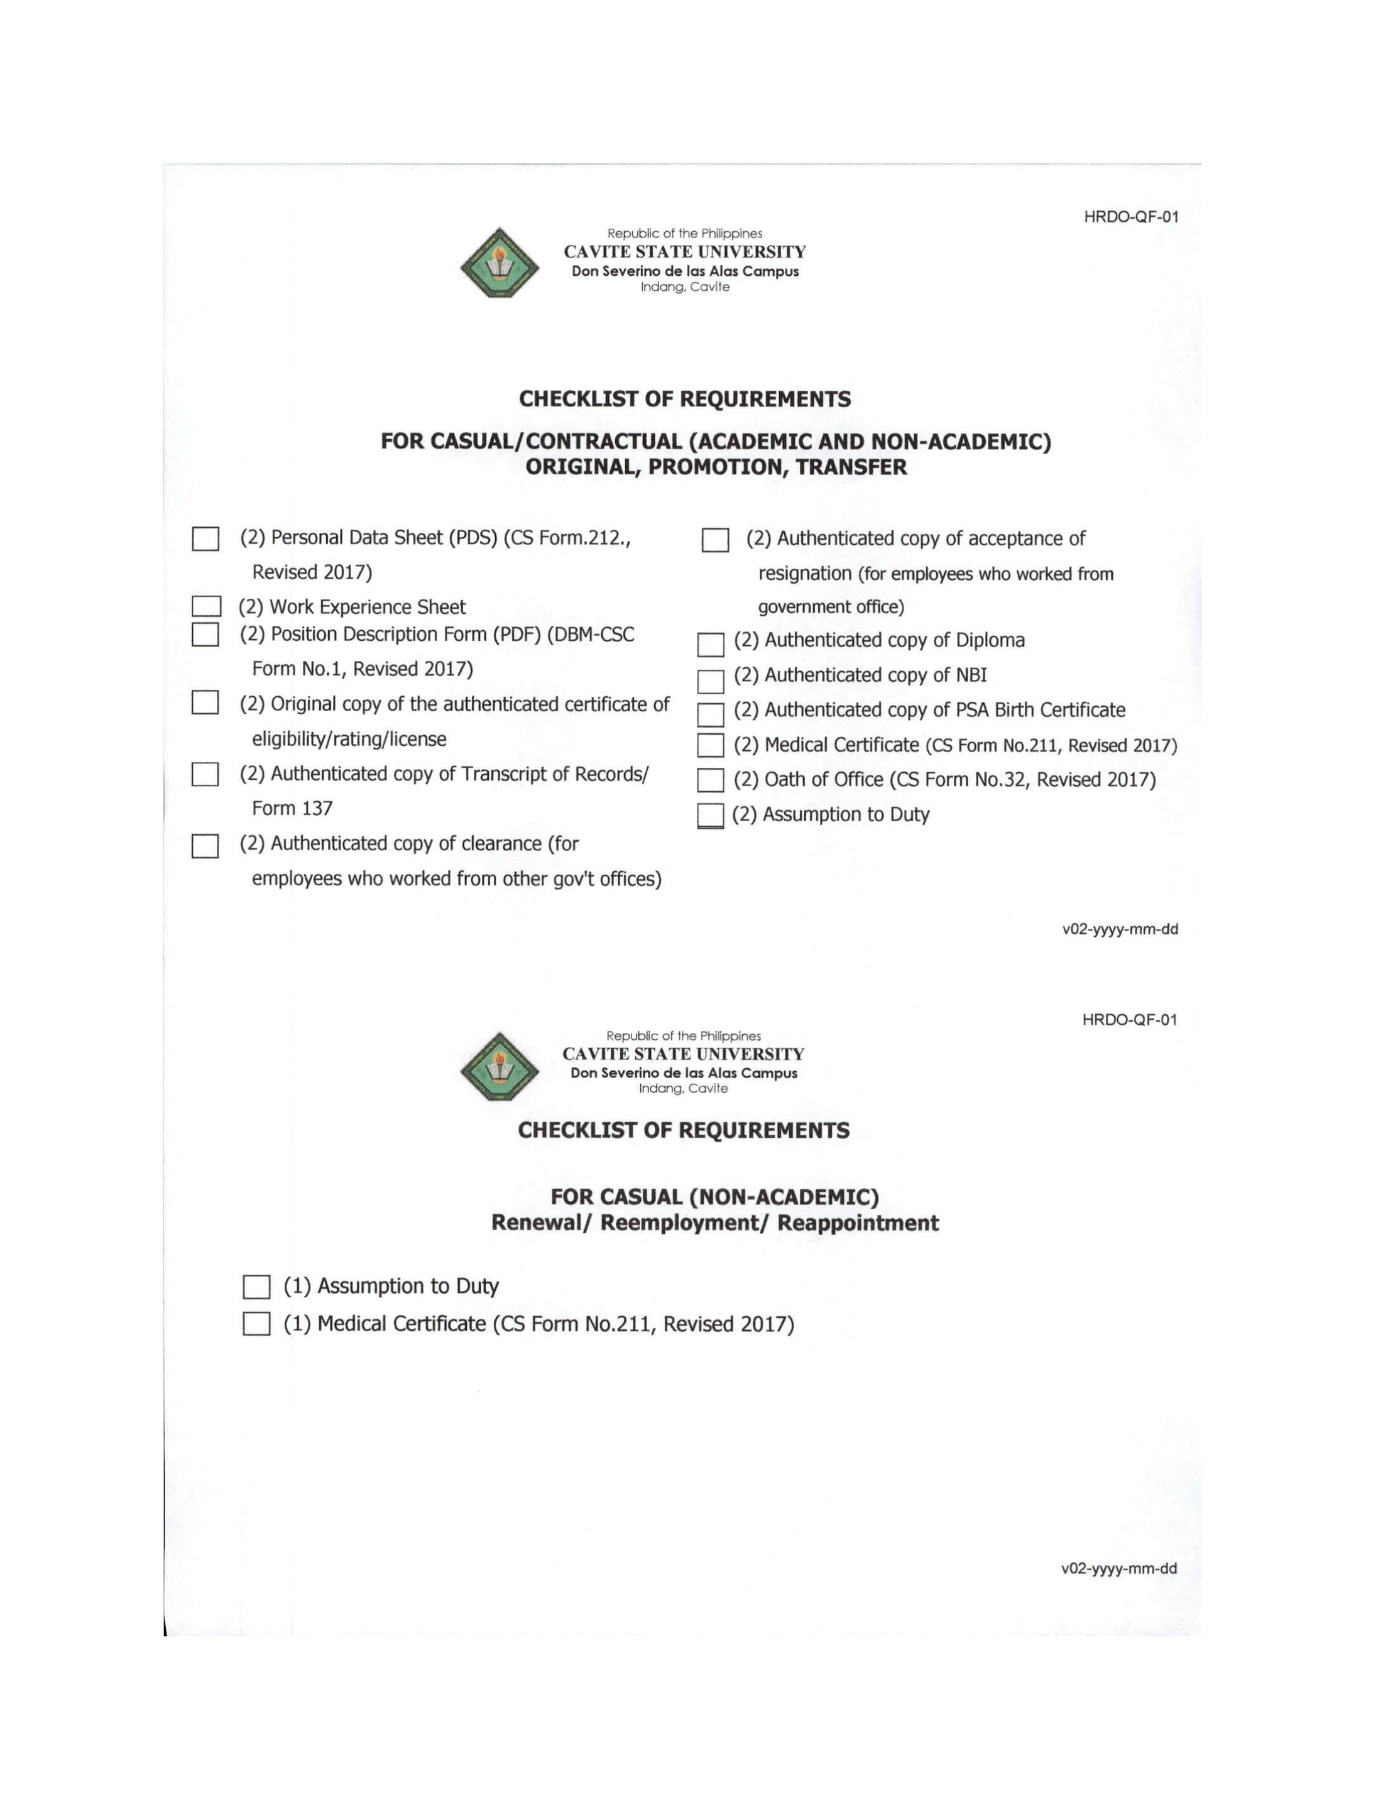 HRDO-QF-01
Republic of the Philippines
CAVITE STATE UNIVERSITY
Don Severino de las Alas Campus
Indang, Cavite
CHECKLIST OF REQUIREMENTS
FOR CASUAL/CONTRACTUAL (ACADEMIC AND NON-ACADEMIC)
ORIGINAL, PROMOTION, TRANSFER
(2) Personal Data Sheet (PDS) (CS Form.212.,
Revised 2017)
(2) Work Experience Sheet
(2) Position Description Form (PDF) (DBM-CSC
Form No.1, Revised 2017)
(2) Original copy of the authenticated certificate of
eligibility/rating/license
(2) Authenticated copy of Transcript of Records/
Form 137
(2) Authenticated copy of clearance (for
employees who worked from other gov't offices)
(2) Authenticated copy of acceptance of
resignation (for employees who worked from
government office)
(2) Authenticated copy of Diploma
(2) Authenticated copy of NBI
(2) Authenticated copy of PSA Birth Certificate
(2) Medical Certificate (CS Form No.211, Revised 2017)
(2) Oath of Office (CS Form No.32, Revised 2017)
(2) Assumption to Duty
v02-yyyy-mm-dd
HRDO-QF-01
Republic of the Philippines
CAVITE STATE UNIVERSITY
Don Severino de las Alas Campus
Indang, Cavite
CHECKLIST OF REQUIREMENTS
FOR CASUAL (NON-ACADEMIC)
Renewal/ Reemployment/ Reappointment
(1) Assumption to Duty
(1) Medical Certificate (CS Form No.211, Revised 2017)
v02-yyyy-mm-dd